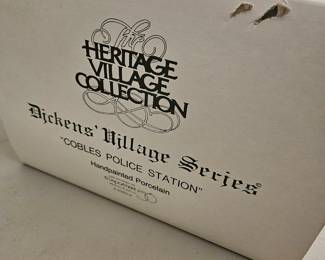 The
HERITAGE
VILLAGE
COLLECTION
Dickens' Village Series®
"COBLES POLICE STATION"
Handpainted Porcelain